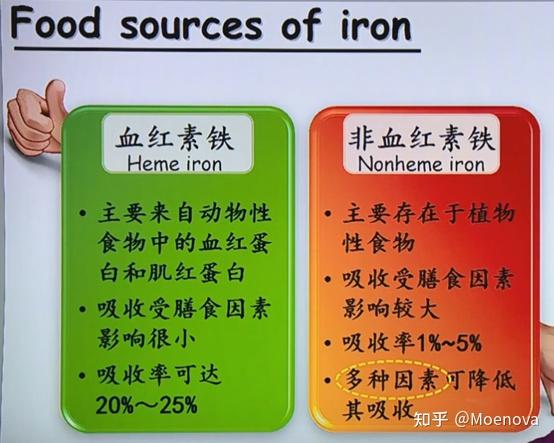 Food sources of iron
血红素铁
Heme iron
• 主要来自动物性
食物中的血红蛋
白和肌红蛋白
• 吸收受膳食因素
影响很小
• 吸收率可达
20%～25%
非血红素铁
Nonheme iron
• 主要存在于植物
性食物
• 吸收受膳食因素
影响较大
• 吸收率1%~5%
• 多种因素可降低
其吸收
知乎 @Moenova